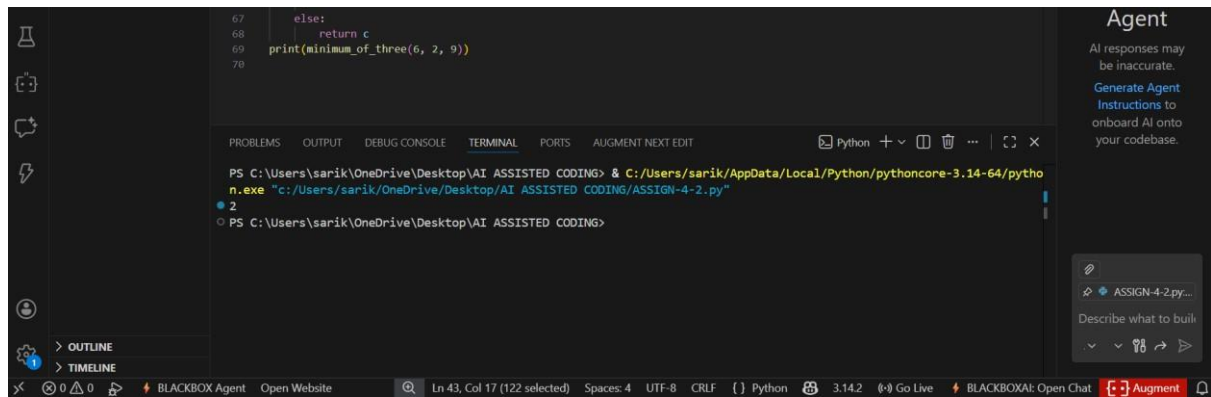 67 else:
68 return c
69 print(minimum_of_three(6, 2, 9))
70
PROBLEMS OUTPUT DEBUG CONSOLE TERMINAL PORTS AUGMENT NEXT EDIT Python
PS C:\Users\sarik\OneDrive\Desktop\AI ASSISTED CODING> & C:/Users/sarik/AppData/Local/Python/pythoncore-3.14-64/pytho
n.exe "c:/Users/sarik/OneDrive/Desktop/AI ASSISTED CODING/ASSIGN-4-2.py"
2
PS C:\Users\sarik\OneDrive\Desktop\AI ASSISTED CODING>
Agent
AI responses may
be inaccurate.
Generate Agent
Instructions to
onboard AI onto
your codebase.
ASSIGN-4-2.py:...
Describe what to buil
OUTLINE
1
TIMELINE
0 0 BLACKBOX Agent Open Website Ln 43, Col 17 (122 selected) Spaces: 4 UTF-8 CRLF { } Python 3.14.2 Go Live BLACKBOXAI: Open Chat Augment